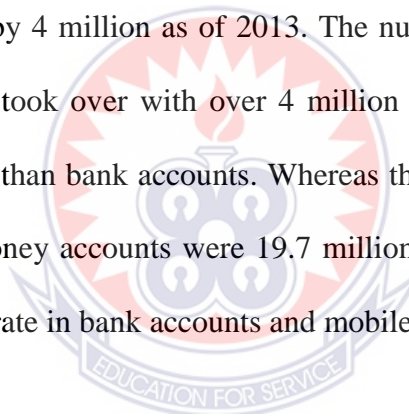 by 4 million as of 2013. The nu
took over with over 4 million
than bank accounts. Whereas th
oney accounts were 19.7 million
rate in bank accounts and mobile
EDUCATION FOR SERVICE